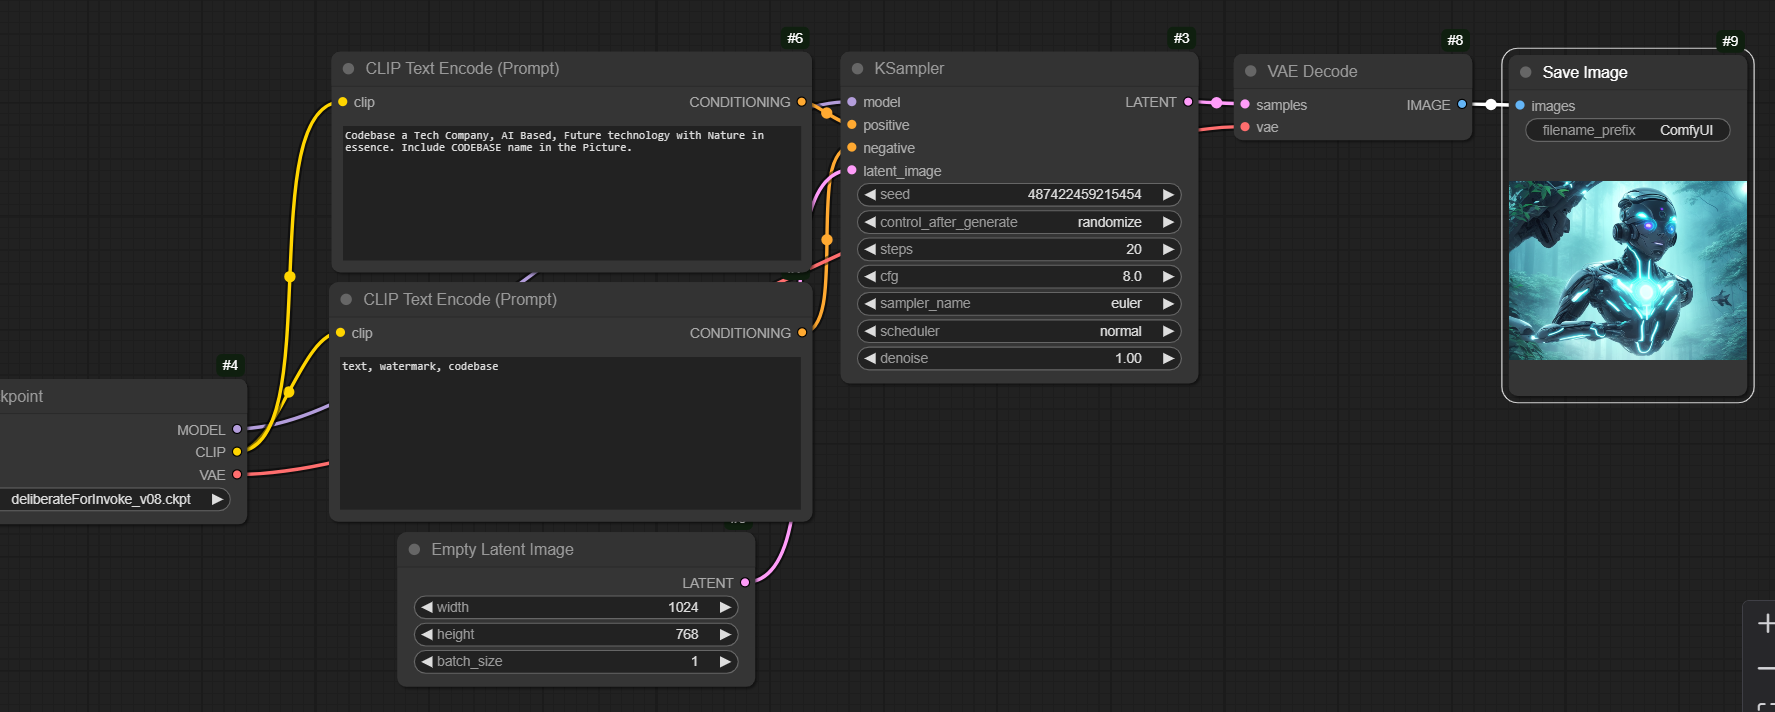 #6
CLIP Text Encode (Prompt)
clip
CONDITIONING
Codebase a Tech Company, AI Based, Future technology with Nature in
essence. Include CODEBASE name in the Picture.
CLIP Text Encode (Prompt)
clip
CONDITIONING
text, watermark, codebase
#4
kpoint
MODEL
CLIP
VAE
deliberateForInvoke_v08.ckpt
Empty Latent Image
LATENT
width 1024
height 768
batch_size 1
#3
KSampler
model
LATENT
positive
negative
latent_image
seed 487422459215454
control_after_generate randomize
steps 20
cfg 8.0
sampler_name euler
scheduler normal
denoise 1.00
#8
VAE Decode
samples
IMAGE
vae
#9
Save Image
images
filename_prefix ComfyUI